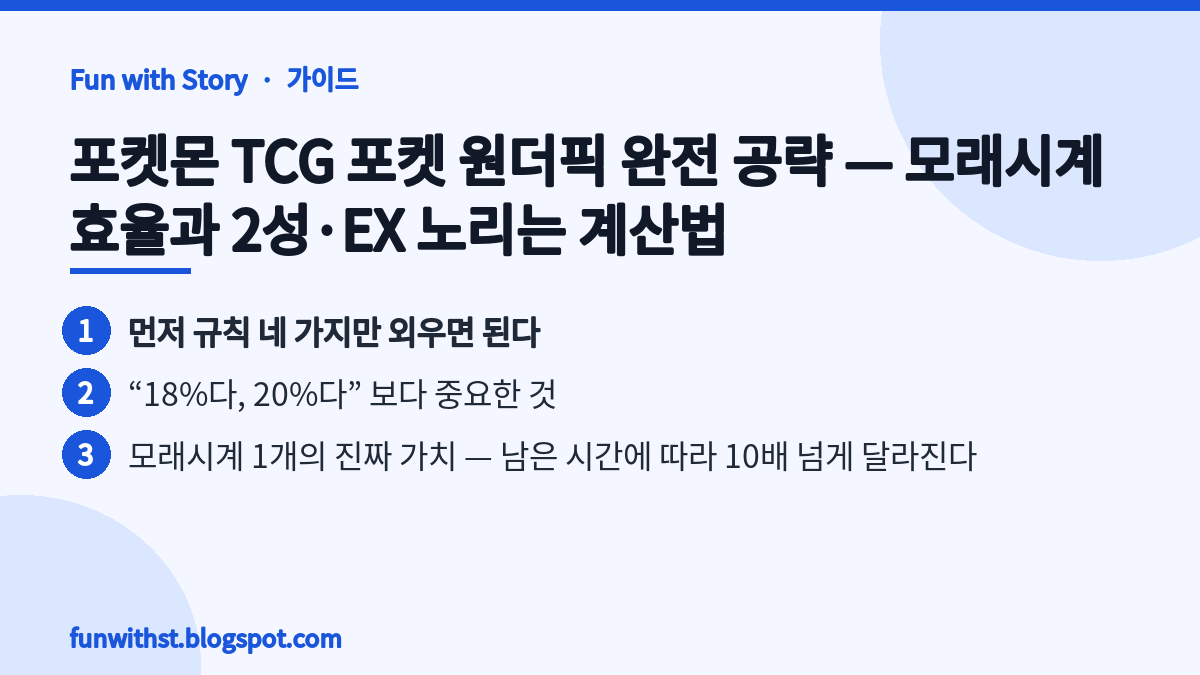 Fun with Story · 가이드
포켓몬 TCG 포켓 원더픽 완전 공략 — 모래시계
효율과 2성·EX 노리는 계산법
1 먼저 규칙 네 가지만 외우면 된다
2 “18%다, 20%다” 보다 중요한 것
3 모래시계 1개의 진짜 가치 — 남은 시간에 따라 10배 넘게 달라진다
funwithst.blogspot.com